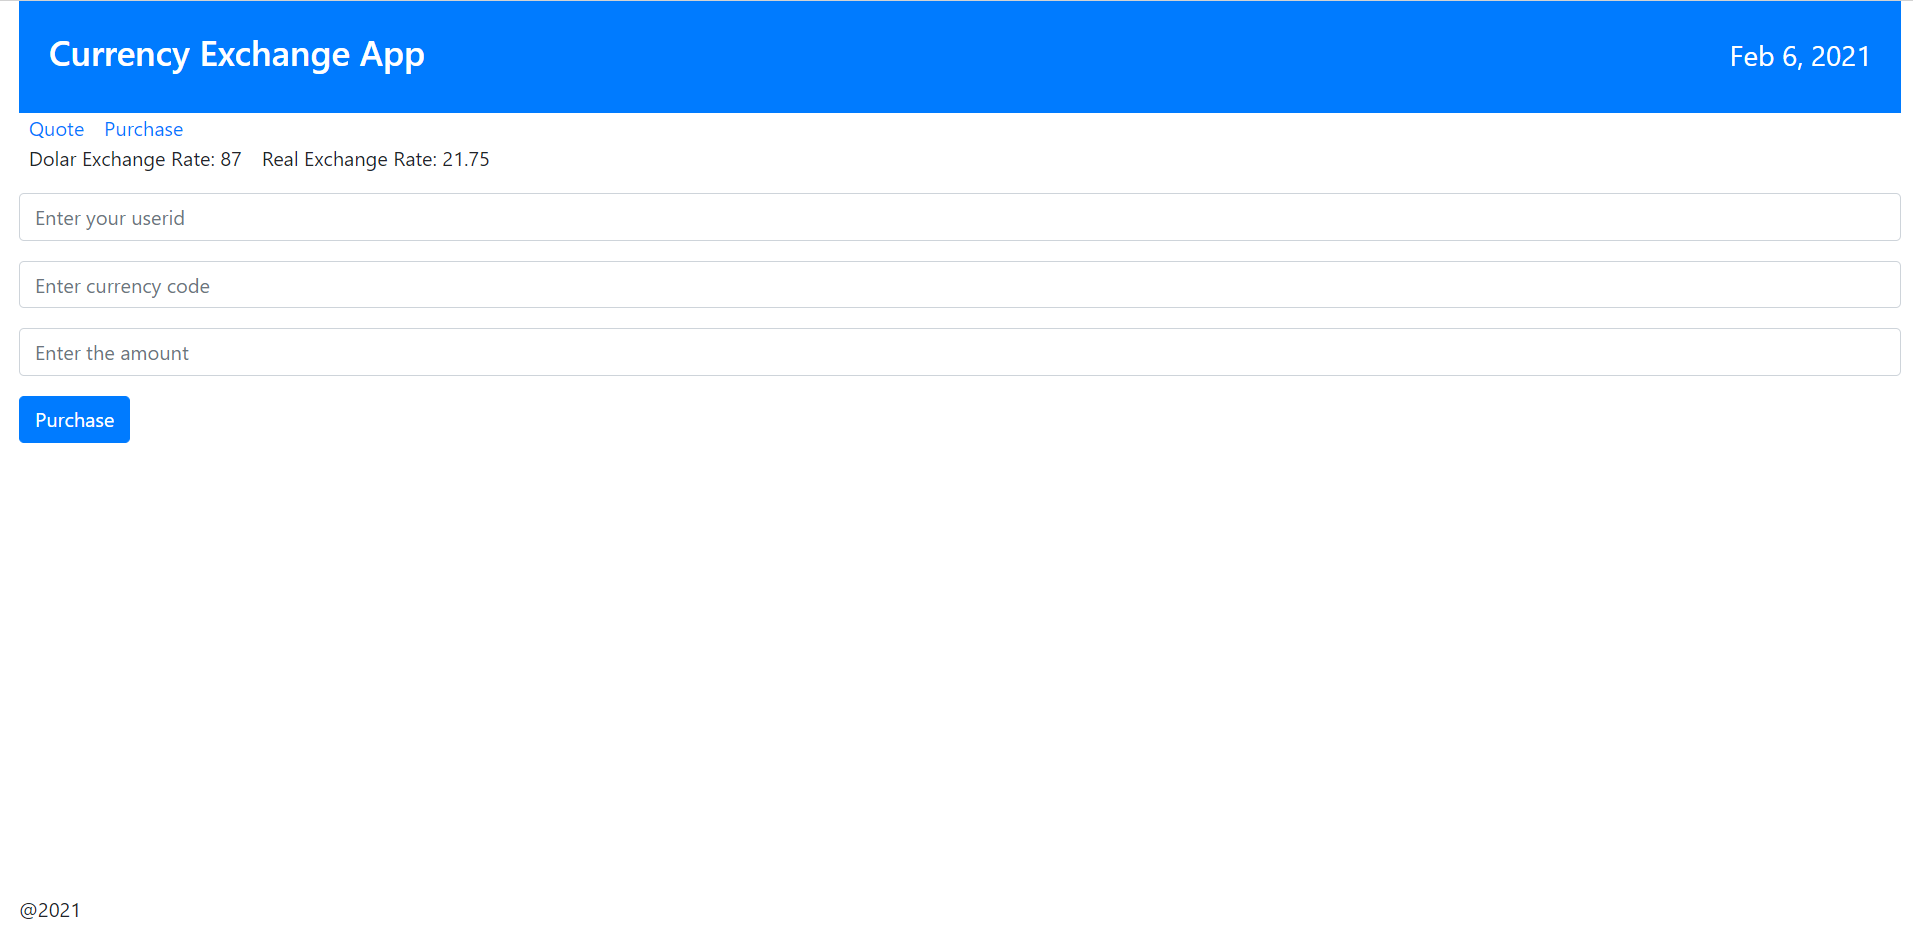 Currency Exchange App
Feb 6, 2021
Quote Purchase
Dolar Exchange Rate: 87 Real Exchange Rate: 21.75
Enter your userid
Enter currency code
Enter the amount
Purchase
@2021